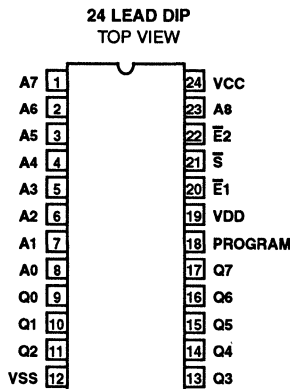 24 LEAD DIP
TOP VIEW
A7 1 24 VCC
A6 2 23 A8
A5 3 22 E̅2
A4 4 21 S̅
A3 5 20 E̅1
A2 6 19 VDD
A1 7 18 PROGRAM
A0 8 17 Q7
Q0 9 16 Q6
Q1 10 15 Q5
Q2 11 14 Q4
VSS 12 13 Q3